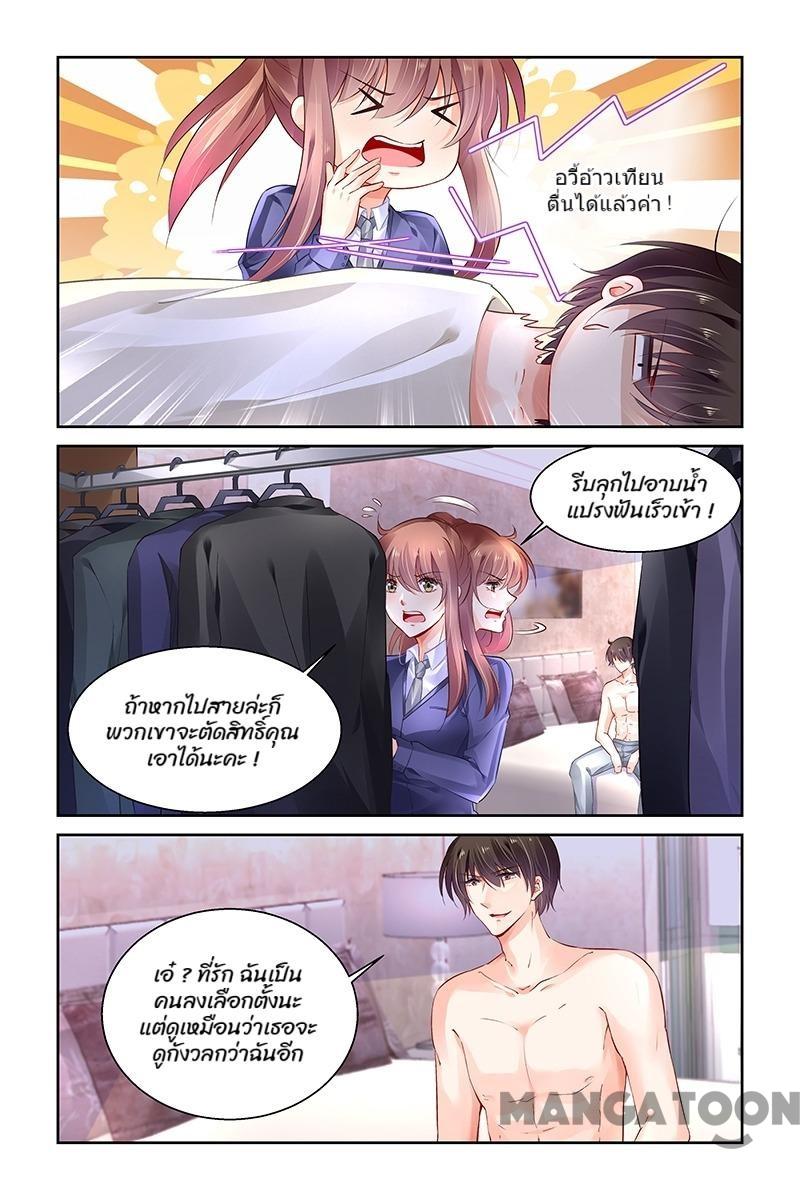 อวี้อ้าวเทียน
ตื่นได้แล้วค่า !
รีบลุกไปอาบน้ำ
แปรงฟันเร็วเข้า !
ถ้าหากไปสายล่ะก็
พวกเขาจะตัดสิทธิ์คุณ
เอาได้นะคะ !
เอ๋ ? ที่รัก ฉันเป็น
คนลงเลือกตั้งนะ
แต่ดูเหมือนว่าเธอจะ
ดูกังวลกว่าฉันอีก
MANGATOON